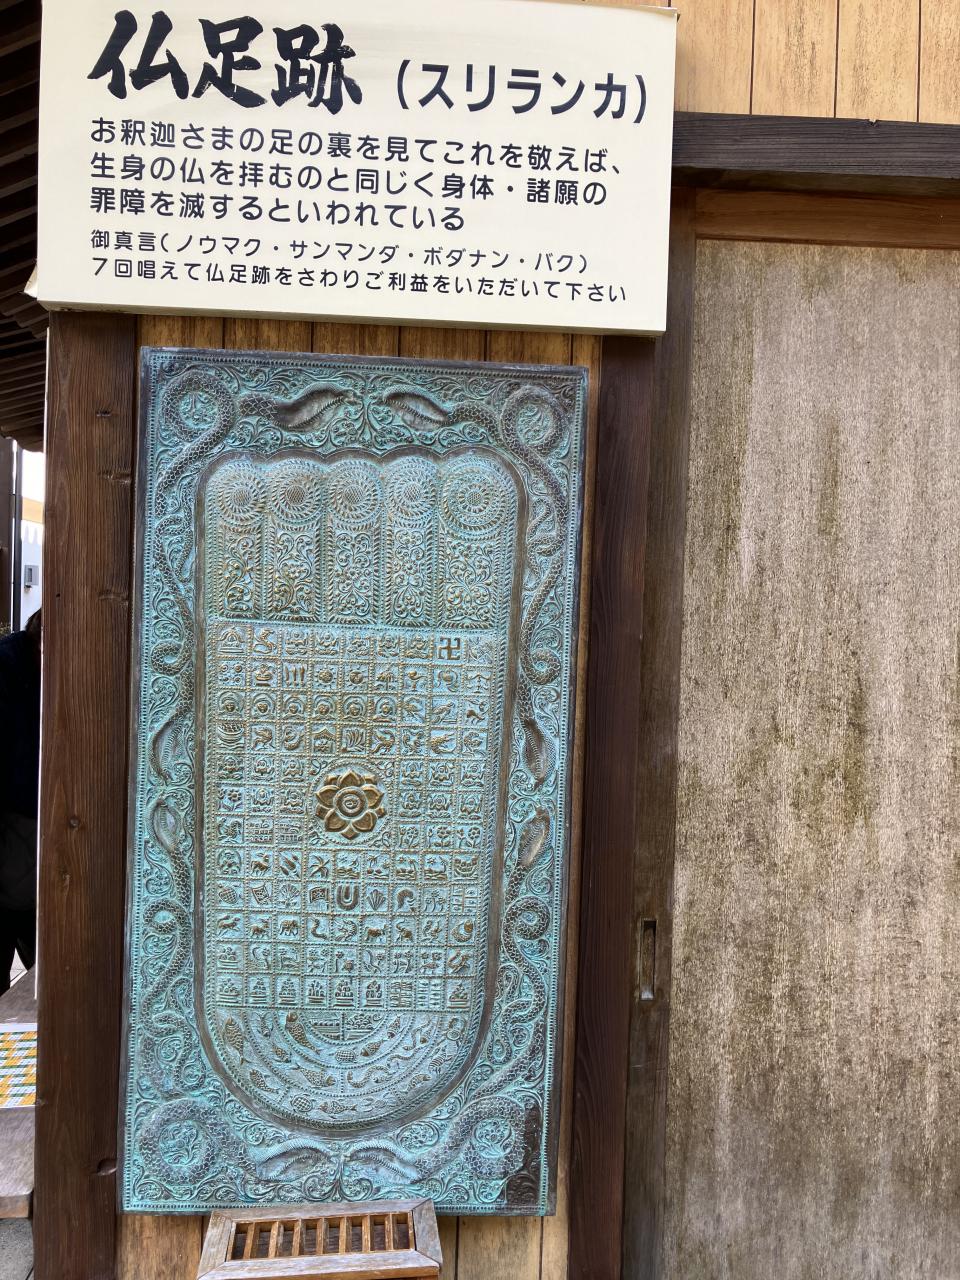 仏足跡（スリランカ）
お釈迦さまの足の裏を見てこれを敬えば、
生身の仏を拝むのと同じく身体・諸願の
罪障を滅するといわれている
御真言（ノウマク・サンマンダ・ボダナン・バク）
７回唱えて仏足跡をさわりご利益をいただいて下さい